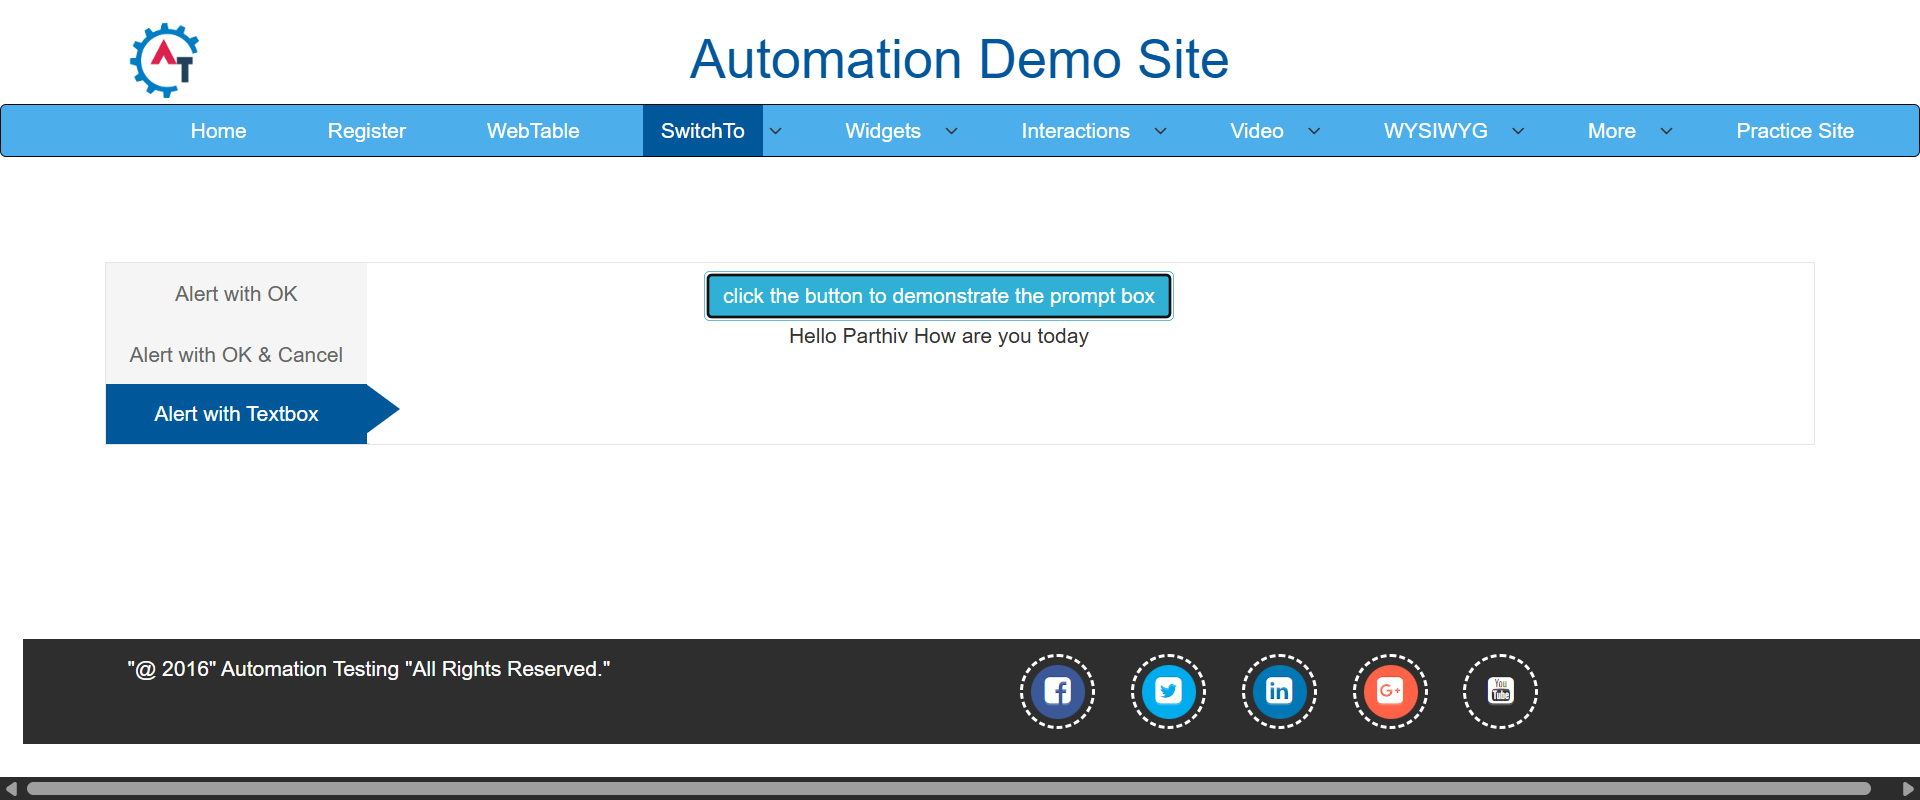 AT
Automation Demo Site
Home Register WebTable SwitchTo Widgets Interactions Video WYSIWYG More Practice Site
Alert with OK
click the button to demonstrate the prompt box
Hello Parthiv How are you today
Alert with OK & Cancel
Alert with Textbox
"@ 2016" Automation Testing "All Rights Reserved."
f in G+ You Tube